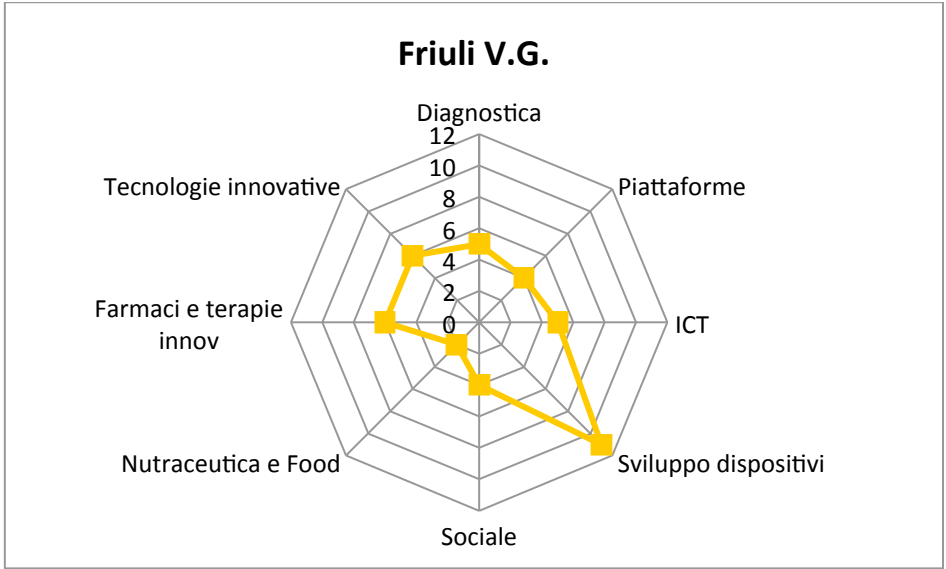 Friuli V.G.
Diagnostica
12
10
8
6
4
2
0
Piattaforme
ICT
Sviluppo dispositivi
Sociale
Nutraceutica e Food
Farmaci e terapie
innov
Tecnologie innovative